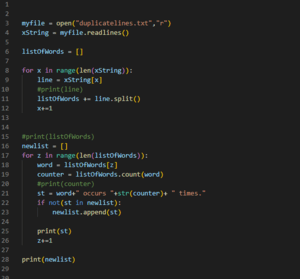 1
2
3 myfile = open("duplicatelines.txt","r")
4 xString = myfile.readlines()
5
6 listOfWords = []
7
8 for x in range(len(xString)):
9     line = xString[x]
10     #print(line)
11     listOfWords += line.split()
12     x+=1
13
14
15 #print(listOfWords)
16 newlist = []
17 for z in range(len(listOfWords)):
18     word = listOfWords[z]
19     counter = listOfWords.count(word)
20     #print(counter)
21     st = word+" occurs "+str(counter)+ " times."
22     if not(st in newlist):
23         newlist.append(st)
24
25     print(st)
26     z+=1
27
28 print(newlist)